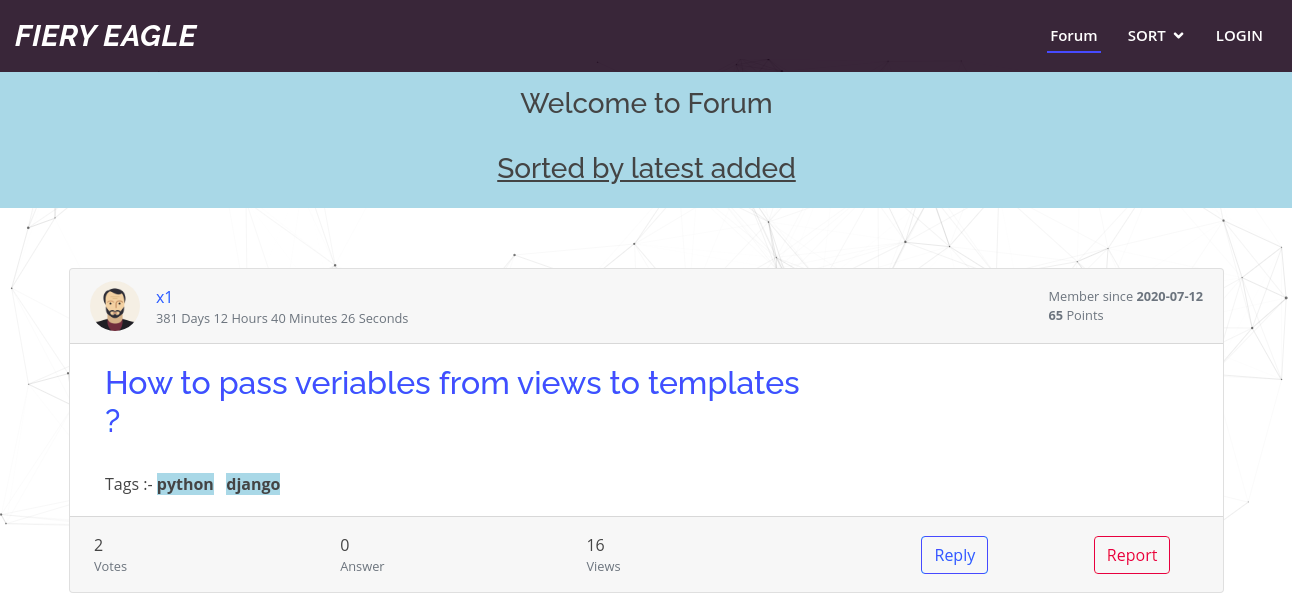 FIERY EAGLE
Forum SORT LOGIN
Welcome to Forum
Sorted by latest added
x1
381 Days 12 Hours 40 Minutes 26 Seconds
Member since 2020-07-12
65 Points
How to pass veriables from views to templates
?
Tags :- python django
2 0 16
Votes Answer Views
Reply Report